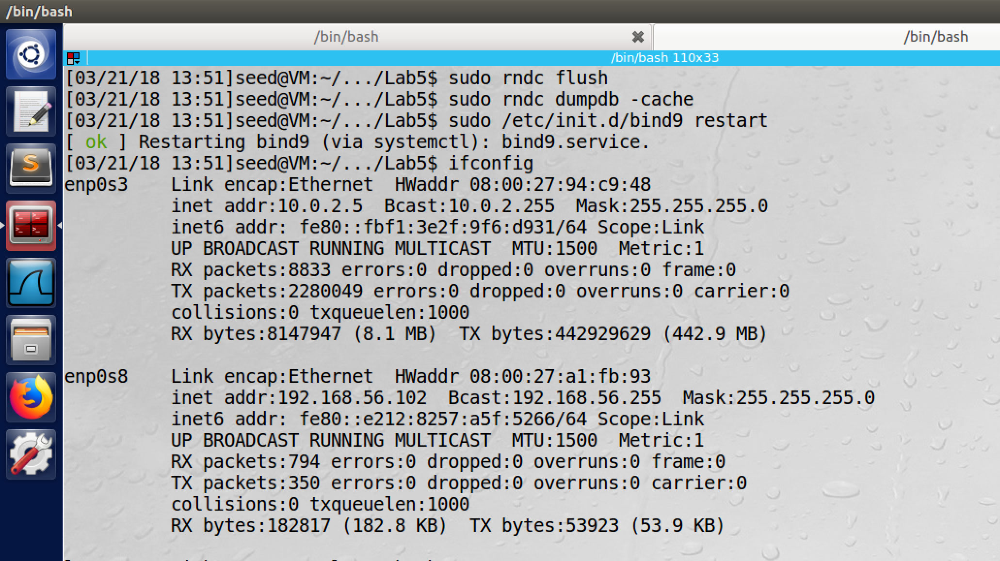 /bin/bash
/bin/bash
/bin/bash
/bin/bash 110x33
[03/21/18 13:51]seed@VM:~/.../Lab5$ sudo rndc flush
[03/21/18 13:51]seed@VM:~/.../Lab5$ sudo rndc dumpdb -cache
[03/21/18 13:51]seed@VM:~/.../Lab5$ sudo /etc/init.d/bind9 restart
[ ok ] Restarting bind9 (via systemctl): bind9.service.
[03/21/18 13:51]seed@VM:~/.../Lab5$ ifconfig
enp0s3    Link encap:Ethernet  HWaddr 08:00:27:94:c9:48
          inet addr:10.0.2.5  Bcast:10.0.2.255  Mask:255.255.255.0
          inet6 addr: fe80::fbf1:3e2f:9f6:d931/64 Scope:Link
          UP BROADCAST RUNNING MULTICAST  MTU:1500  Metric:1
          RX packets:8833 errors:0 dropped:0 overruns:0 frame:0
          TX packets:2280049 errors:0 dropped:0 overruns:0 carrier:0
          collisions:0 txqueuelen:1000
          RX bytes:8147947 (8.1 MB)  TX bytes:442929629 (442.9 MB)
enp0s8    Link encap:Ethernet  HWaddr 08:00:27:a1:fb:93
          inet addr:192.168.56.102  Bcast:192.168.56.255  Mask:255.255.255.0
          inet6 addr: fe80::e212:8257:a5f:5266/64 Scope:Link
          UP BROADCAST RUNNING MULTICAST  MTU:1500  Metric:1
          RX packets:794 errors:0 dropped:0 overruns:0 frame:0
          TX packets:350 errors:0 dropped:0 overruns:0 carrier:0
          collisions:0 txqueuelen:1000
          RX bytes:182817 (182.8 KB)  TX bytes:53923 (53.9 KB)